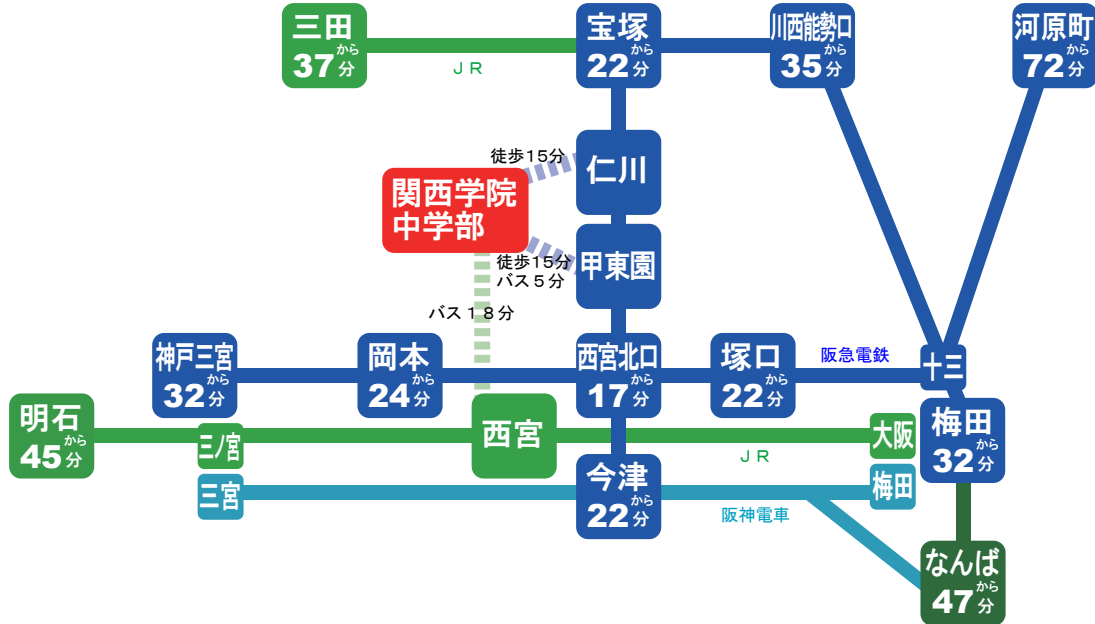 三田
37から分
JR
宝塚
22から分
川西能勢口
35から分
河原町
72から分
徒歩15分
仁川
関西学院
中学部
甲東園
徒歩15分
バス5分
バス18分
神戸三宮
32から分
岡本
24から分
西宮北口
17から分
塚口
22から分
阪急電鉄
十三
明石
45から分
三ノ宮
西宮
JR
大阪
梅田
32から分
三宮
今津
22から分
阪神電車
梅田
なんば
47から分